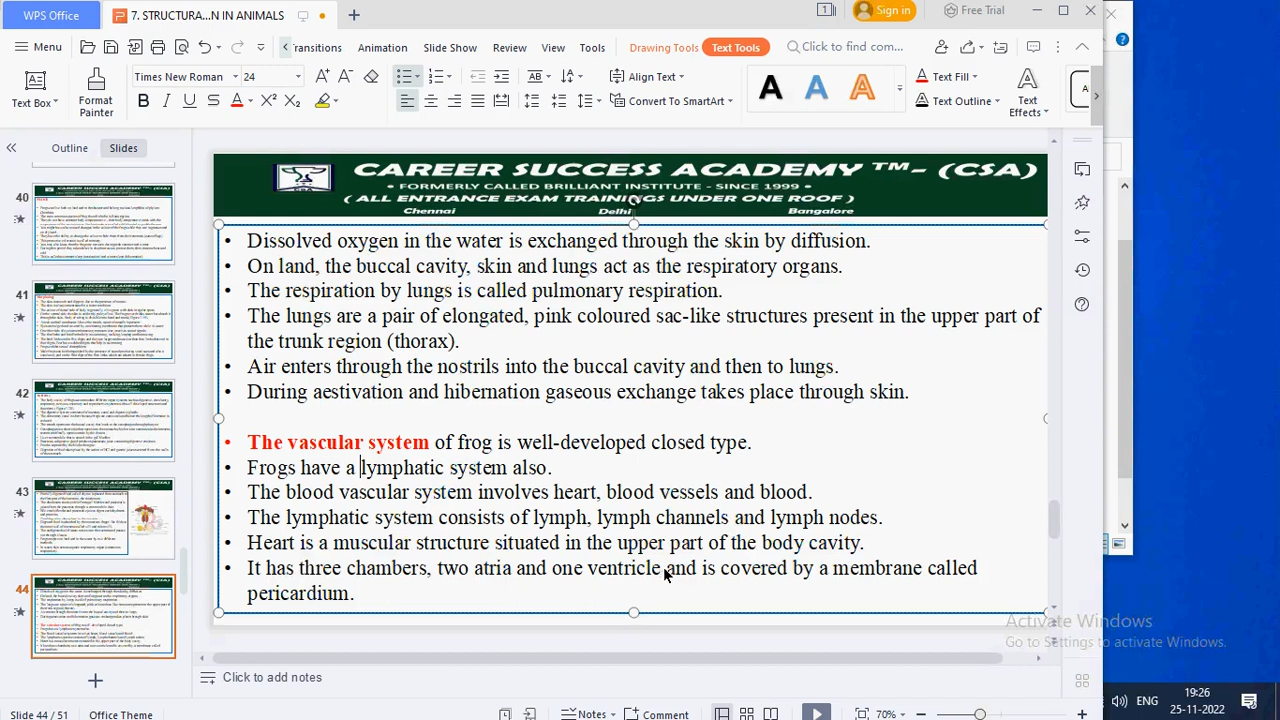 WPS Office
7. STRUCTURA...N IN ANIMALS
Sign in
Free Trial
Menu
Transitions
Animation
Slide Show
Review
View
Tools
Drawing Tools
Text Tools
Click to find com...
Text Box
Format Painter
Times New Roman
24
Align Text
Convert To SmartArt
Text Fill
Text Outline
Text Effects
Outline
Slides
CAREER SUCCESS ACADEMY ™- (CSA)
• FORMERLY CALLED BRILLIANT INSTITUTE - SINCE 1995 •
(ALL ENTRANCE EXAM TRAINING UNDER ONE ROOF)
Chennai Delhi Bangalore
• Dissolved oxygen in the water is exchanged through the skin by diffusion.
• On land, the buccal cavity, skin and lungs act as the respiratory organs.
• The respiration by lungs is called pulmonary respiration.
• The lungs are a pair of elongated, pink coloured sac-like structures present in the upper part of
the trunk region (thorax).
• Air enters through the nostrils into the buccal cavity and then to lungs.
• During aestivation and hibernation gaseous exchange takes place through skin.
• The vascular system of frog is well-developed closed type.
• Frogs have a lymphatic system also.
• The blood vascular system involves heart, blood vessels and blood.
• The lymphatic system consists of lymph, lymph channels and lymph nodes.
• Heart is a muscular structure situated in the upper part of the body cavity.
• It has three chambers, two atria and one ventricle and is covered by a membrane called
pericardium.
40
41
42
43
44
Click to add notes
Activate Windows
Go to Settings to activate Windows.
Slide 44 / 51
Office Theme
Notes
Comment
70%
ENG
19:26
25-11-2022